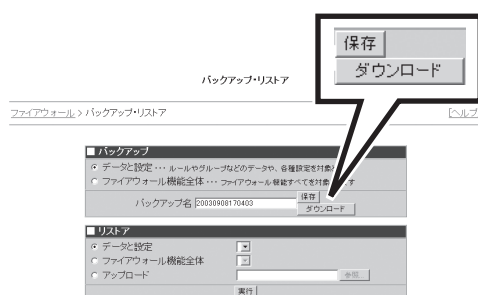 保存
ダウンロード
バックアップ・リストア
ファイアウォール > バックアップ・リストア
[ヘルプ
■ バックアップ
データと設定・・・ルールやグループなどのデータや、各種設定を対象
ファイアウォール機能全体・・・ファイアウォール機能すべてを対象 です
バックアップ名 20030908170403 保存
ダウンロード
■ リストア
データと設定
ファイアウォール機能全体
アップロード 参照...
実行